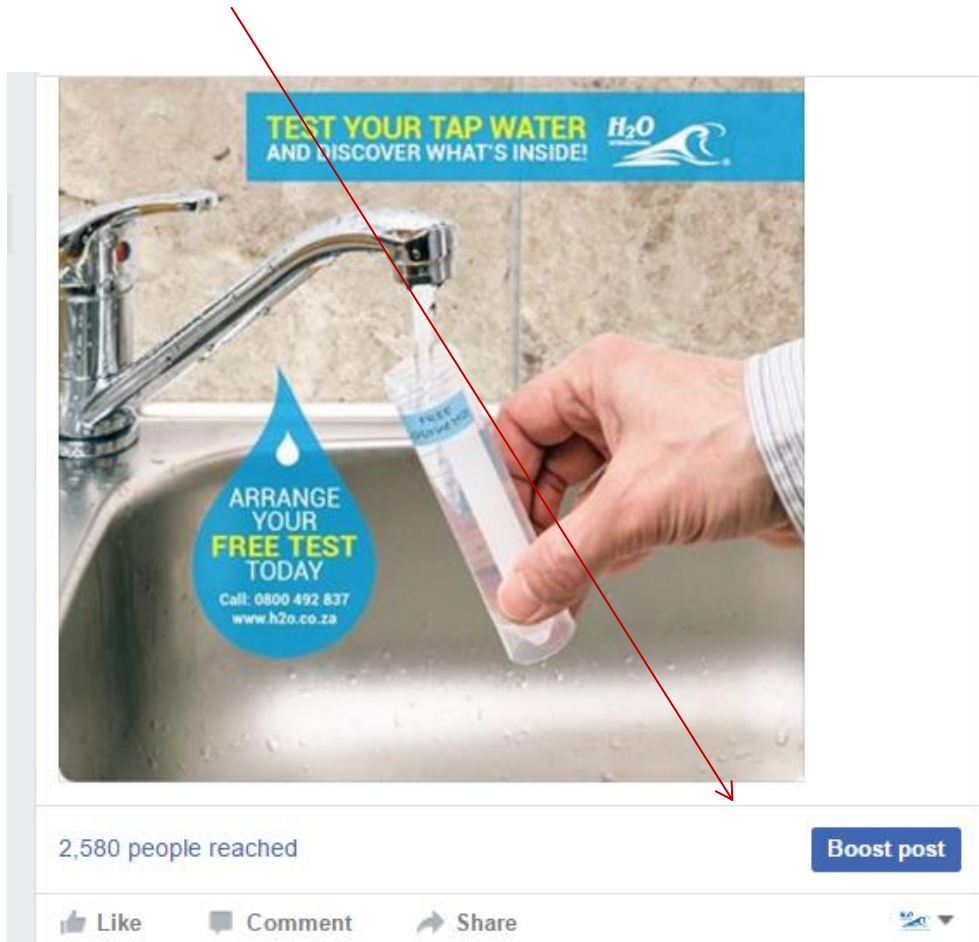 TEST YOUR TAP WATER
AND DISCOVER WHAT'S INSIDE!
H₂O
FREE
ARRANGE
YOUR
FREE TEST
TODAY
Call: 0800 492 837
www.h2o.co.za
2,580 people reached
Boost post
Like
Comment
Share
H₂O